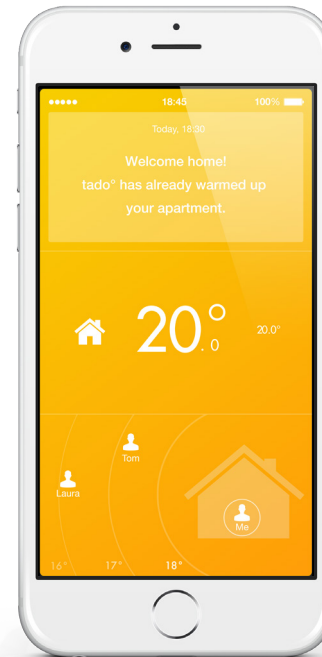 18:45
100%
Today, 18:30
Welcome home!
tado° has already warmed up
your apartment.
20.0°
20.0°
Tom
Laura
Me
16° 17° 18°